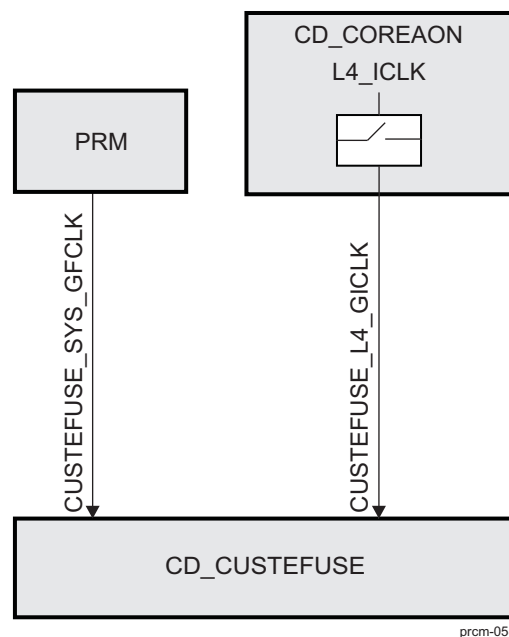 CD_COREAON
L4_ICLK
PRM
CUSTEFUSE_SYS_GFCLK
CUSTEFUSE_L4_GICLK
CD_CUSTEFUSE
prcm-05